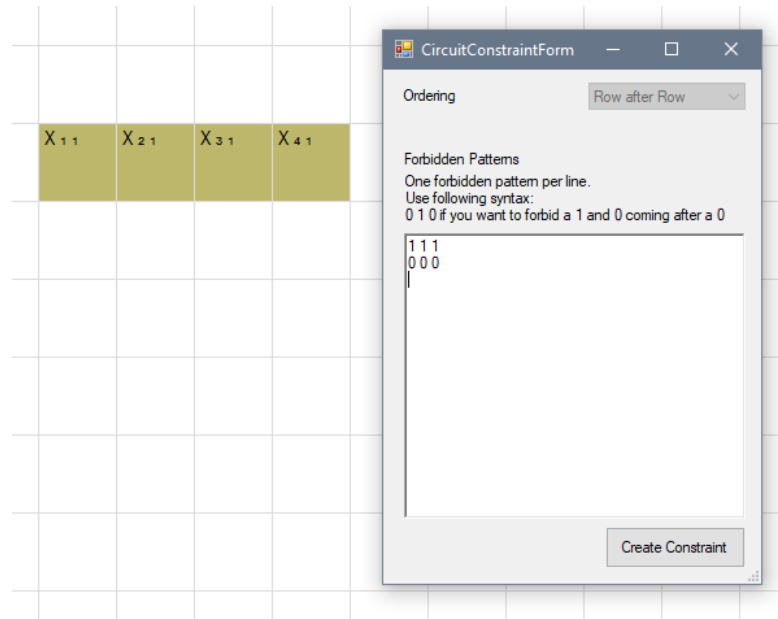 CircuitConstraintForm
Ordering
Row after Row
X 1 1
X 2 1
X 3 1
X 4 1
Forbidden Patterns
One forbidden pattern per line.
Use following syntax:
0 1 0 if you want to forbid a 1 and 0 coming after a 0
1 1 1
0 0 0
Create Constraint